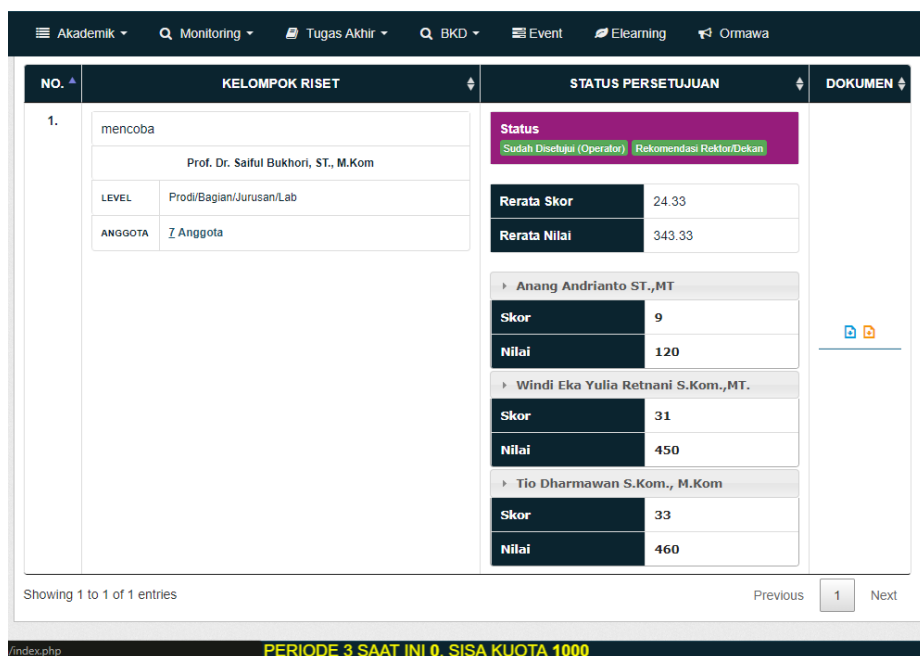 Akademik Monitoring Tugas Akhir BKD Event Elearning Ormawa
NO. KELOMPOK RISET STATUS PERSETUJUAN DOKUMEN
1.
mencoba
Prof. Dr. Saiful Bukhori, ST., M.Kom
LEVEL Prodi/Bagian/Jurusan/Lab
ANGGOTA 7 Anggota
Status
Sudah Disetujui (Operator) Rekomendasi Rektor/Dekan
Rerata Skor 24.33
Rerata Nilai 343.33
Anang Andrianto ST.,MT
Skor 9
Nilai 120
Windi Eka Yulia Retnani S.Kom.,MT.
Skor 31
Nilai 450
Tio Dharmawan S.Kom., M.Kom
Skor 33
Nilai 460
Showing 1 to 1 of 1 entries Previous 1 Next
/index.php PERIODE 3 SAAT INI 0, SISA KUOTA 1000